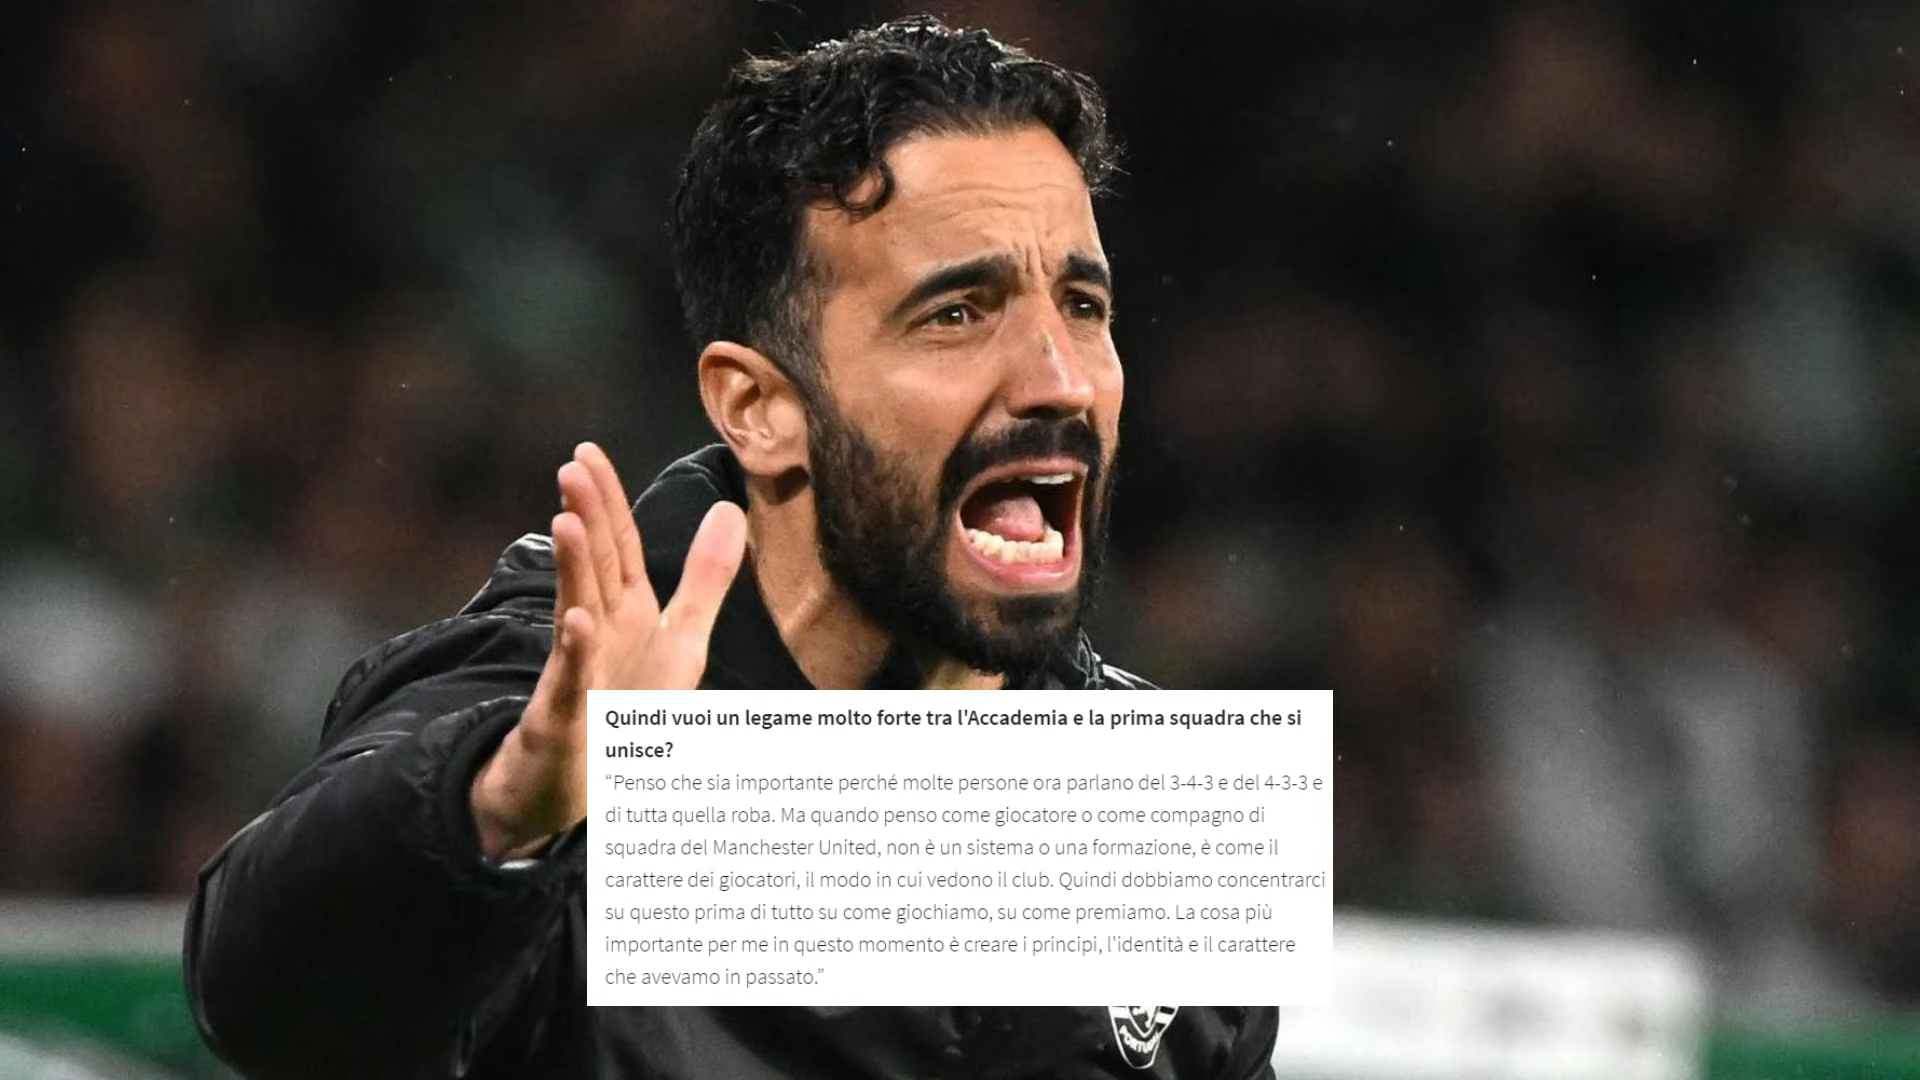 Quindi vuoi un legame molto forte tra l'Accademia e la prima squadra che si
unisce?
“Penso che sia importante perché molte persone ora parlano del 3-4-3 e del 4-3-3 e
di tutta quella roba. Ma quando penso come giocatore o come compagno di
squadra del Manchester United, non è un sistema o una formazione, è come il
carattere dei giocatori, il modo in cui vedono il club. Quindi dobbiamo concentrarci
su questo prima di tutto su come giochiamo, su come premiamo. La cosa più
importante per me in questo momento è creare i principi, l'identità e il carattere
che avevamo in passato.”